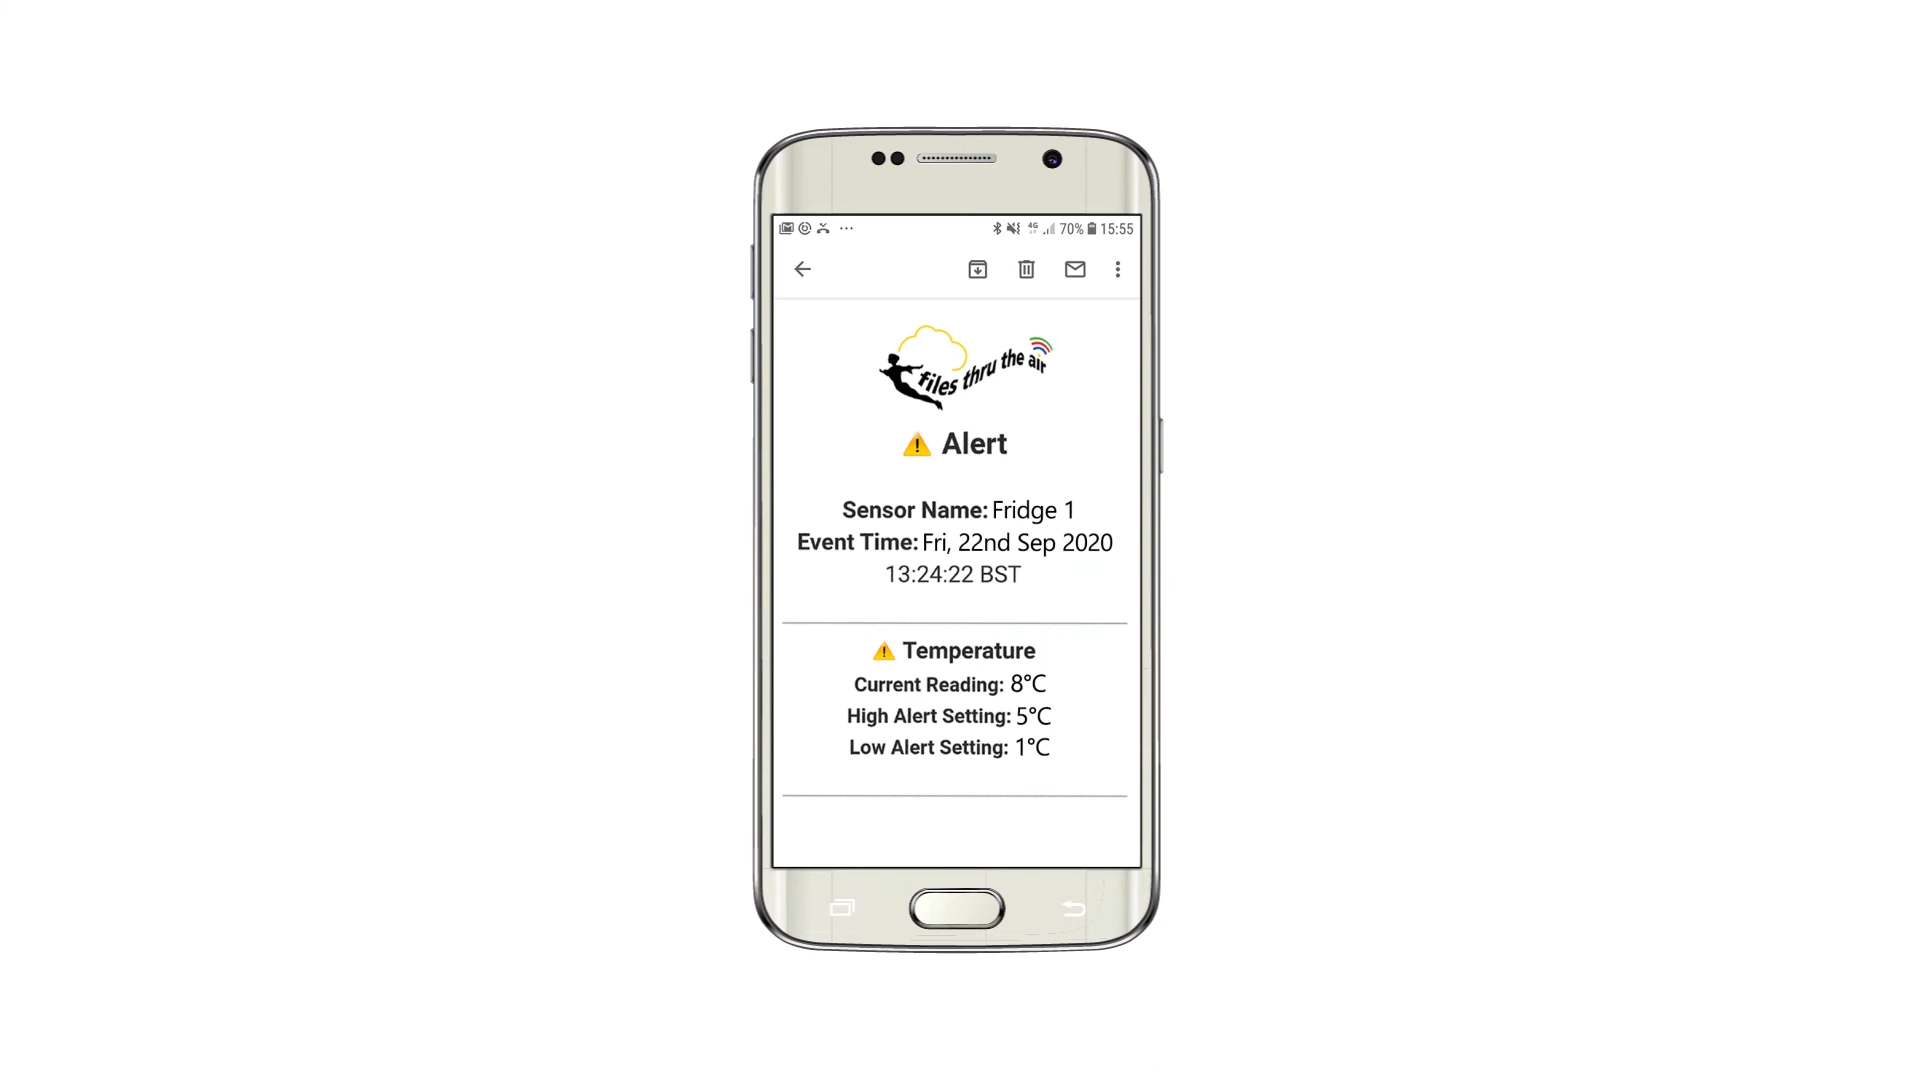 4G 70% 15:55
files thru the air
Alert
Sensor Name: Fridge 1
Event Time: Fri, 22nd Sep 2020
13:24:22 BST
Temperature
Current Reading: 8°C
High Alert Setting: 5°C
Low Alert Setting: 1°C